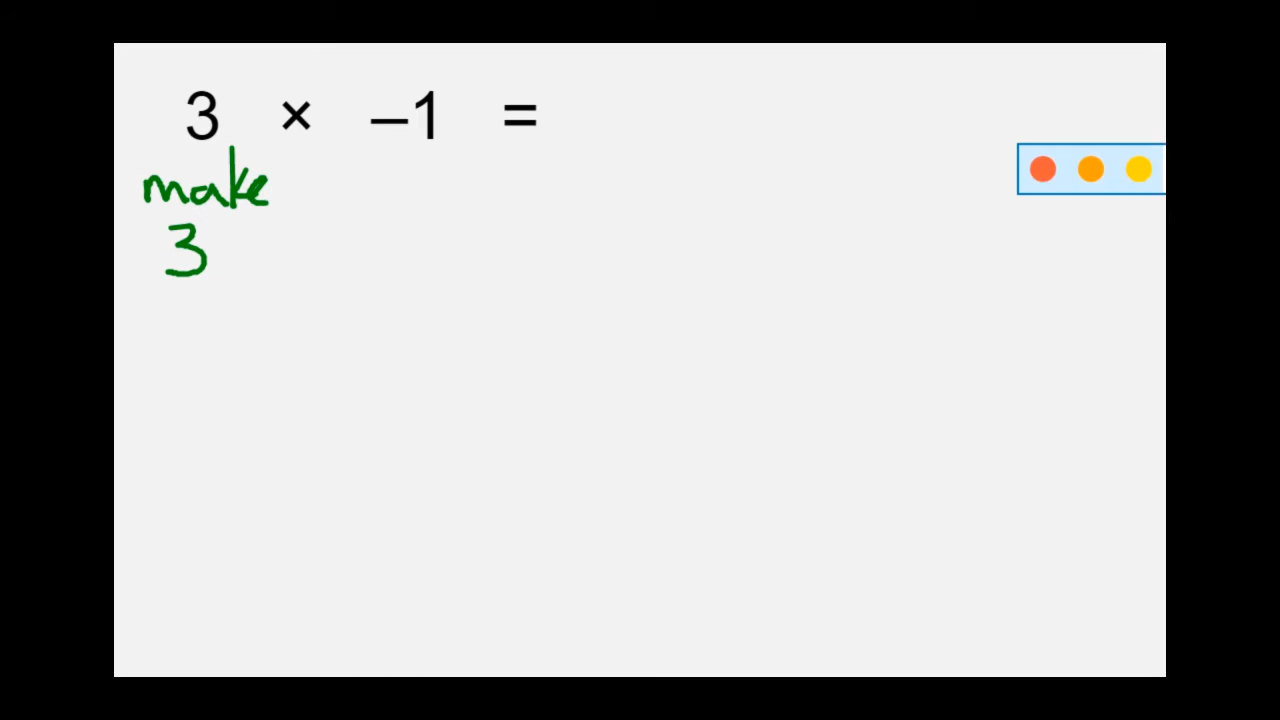 3 × –1 =
make
3